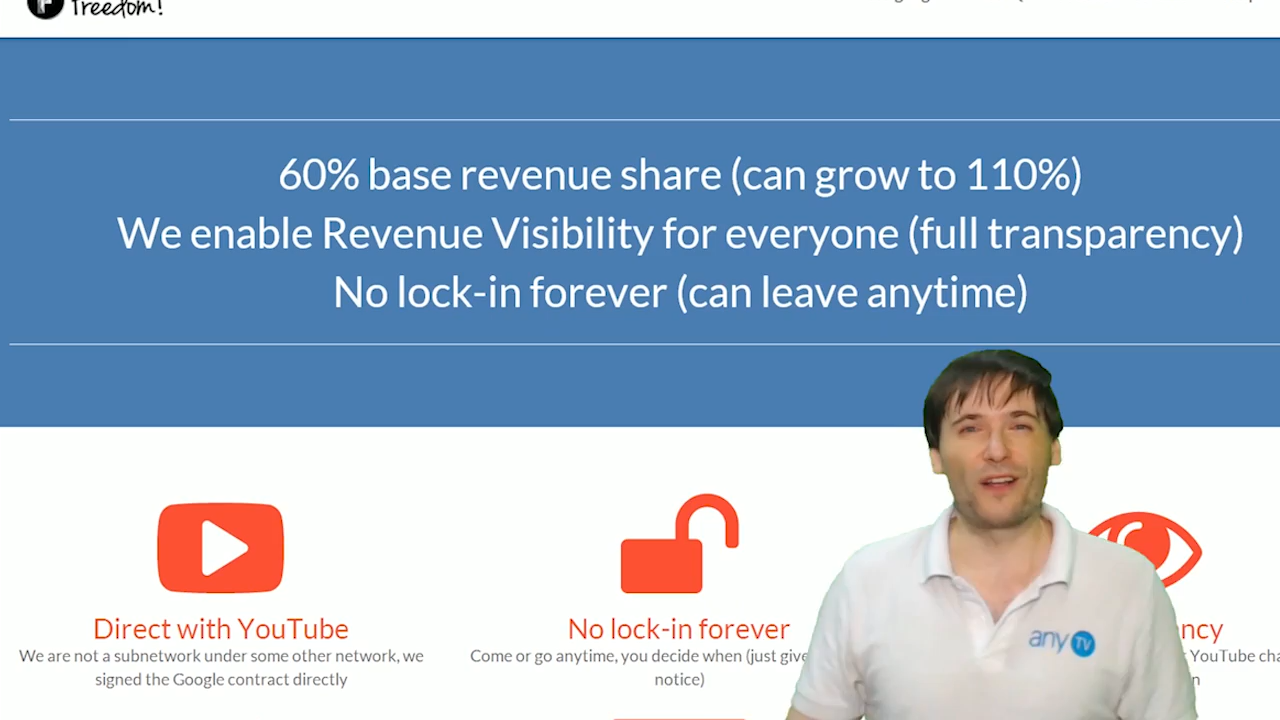 freedom!
60% base revenue share (can grow to 110%)
We enable Revenue Visibility for everyone (full transparency)
No lock-in forever (can leave anytime)
Direct with YouTube
We are not a subnetwork under some other network, we
signed the Google contract directly
No lock-in forever
Come or go anytime, you decide when (just give
notice)
YouTube
any TV